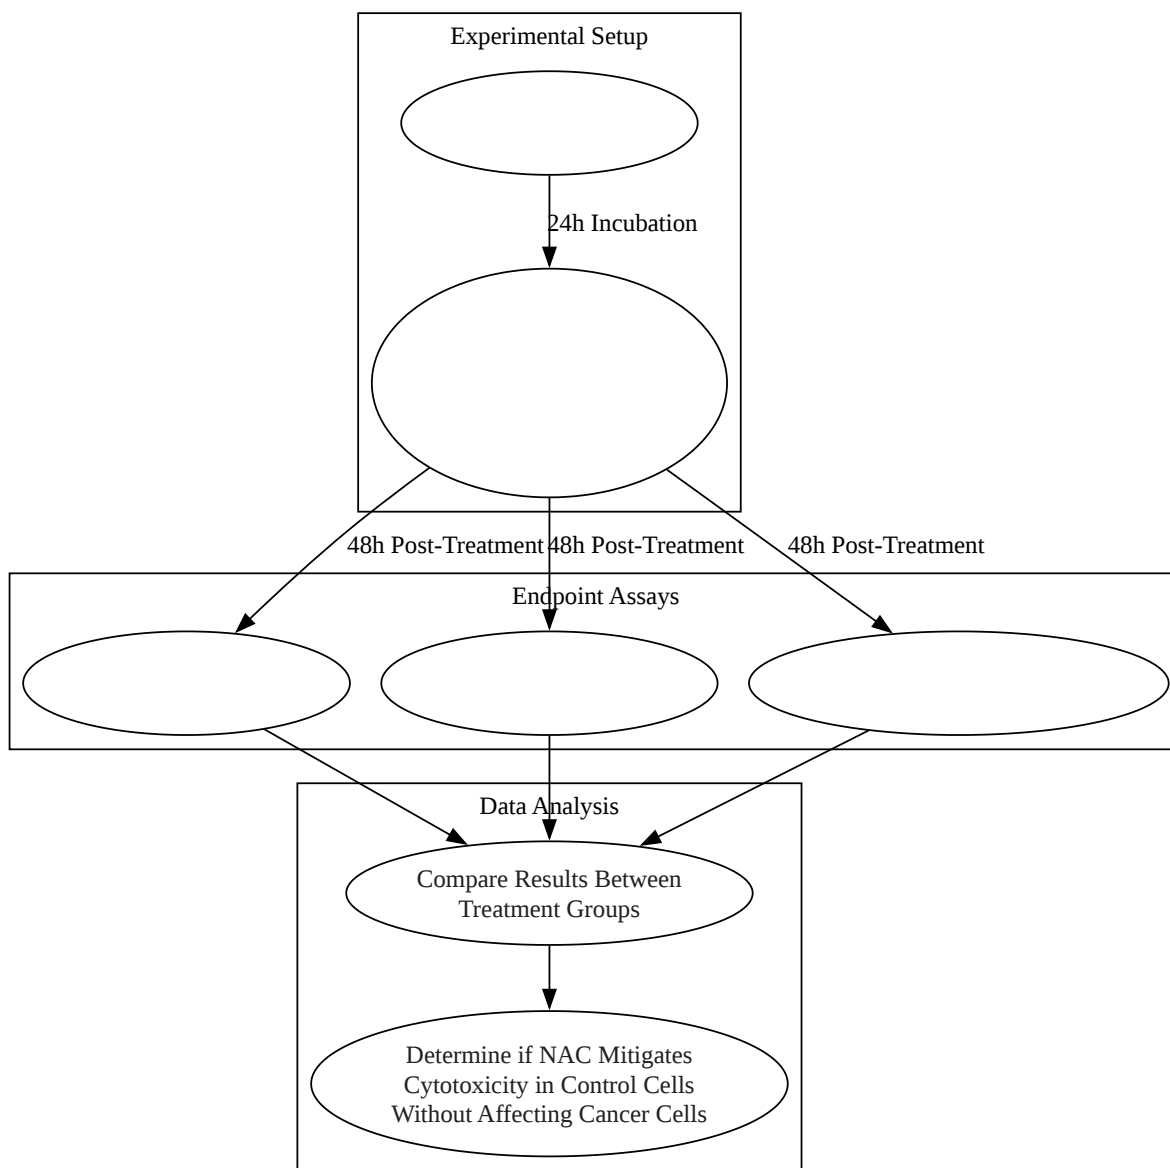 Experimental Setup
24h Incubation
48h Post-Treatment
48h Post-Treatment
48h Post-Treatment
Endpoint Assays
Data Analysis
Compare Results Between
Treatment Groups
Determine if NAC Mitigates
Cytotoxicity in Control Cells
Without Affecting Cancer Cells